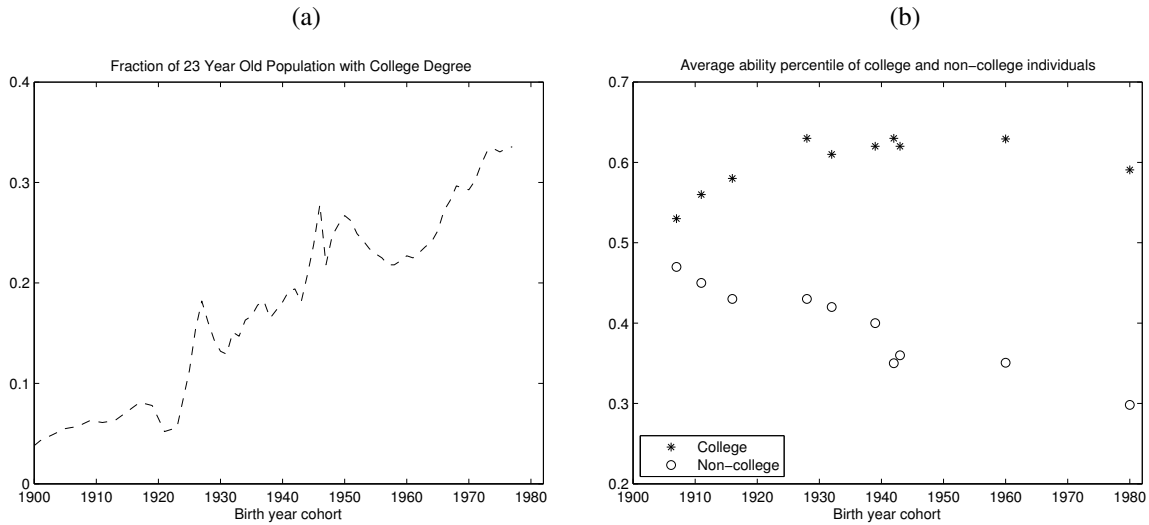 (a)
Fraction of 23 Year Old Population with College Degree
0.4
0.3
0.2
0.1
0
1900 1910 1920 1930 1940 1950 1960 1970 1980
Birth year cohort
(b)
Average ability percentile of college and non−college individuals
0.7
0.6
0.5
0.4
0.3
0.2
College
Non−college
1900 1910 1920 1930 1940 1950 1960 1970 1980
Birth year cohort